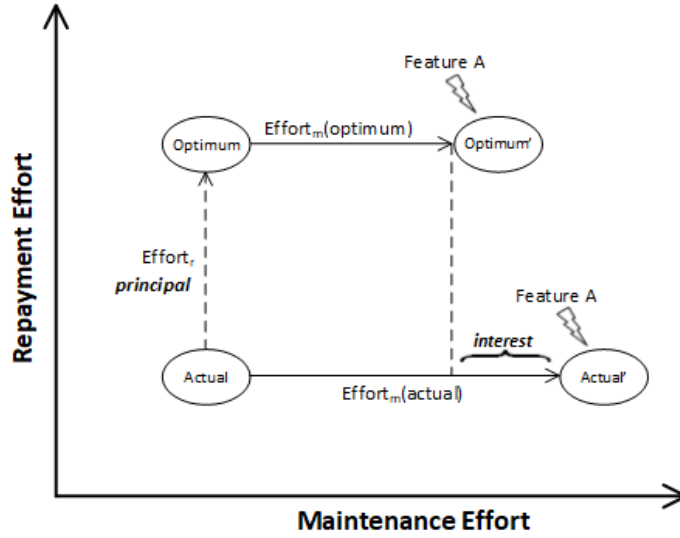 Feature A
Effortm(optimum)
Optimum
Optimum'
Repayment Effort
Effortr
principal
Feature A
interest
Actual
Actual'
Effortm(actual)
Maintenance Effort